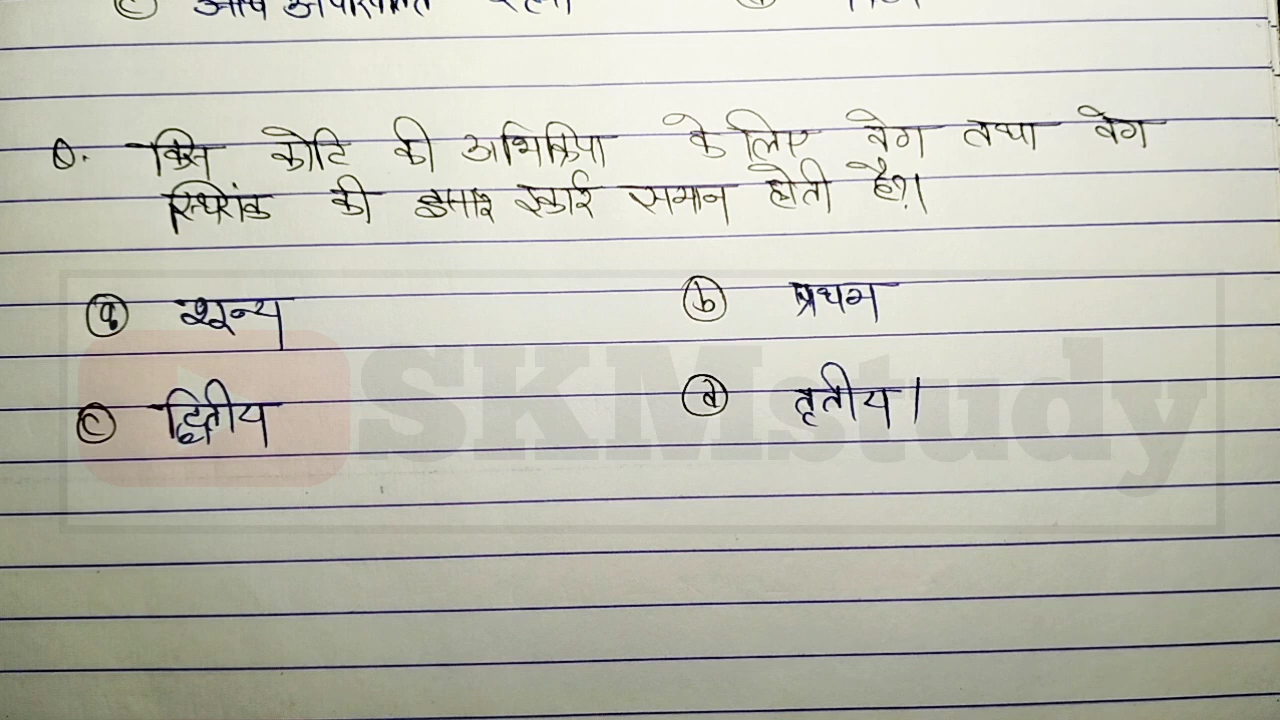 Q. किस कोटि की अभिक्रिया के लिए वेग तथा वेग
स्थिरांक की इकाई समान होती है?।
(a) शून्य (b) प्रथम
(c) द्वितीय (d) तृतीय।
SKMstudy